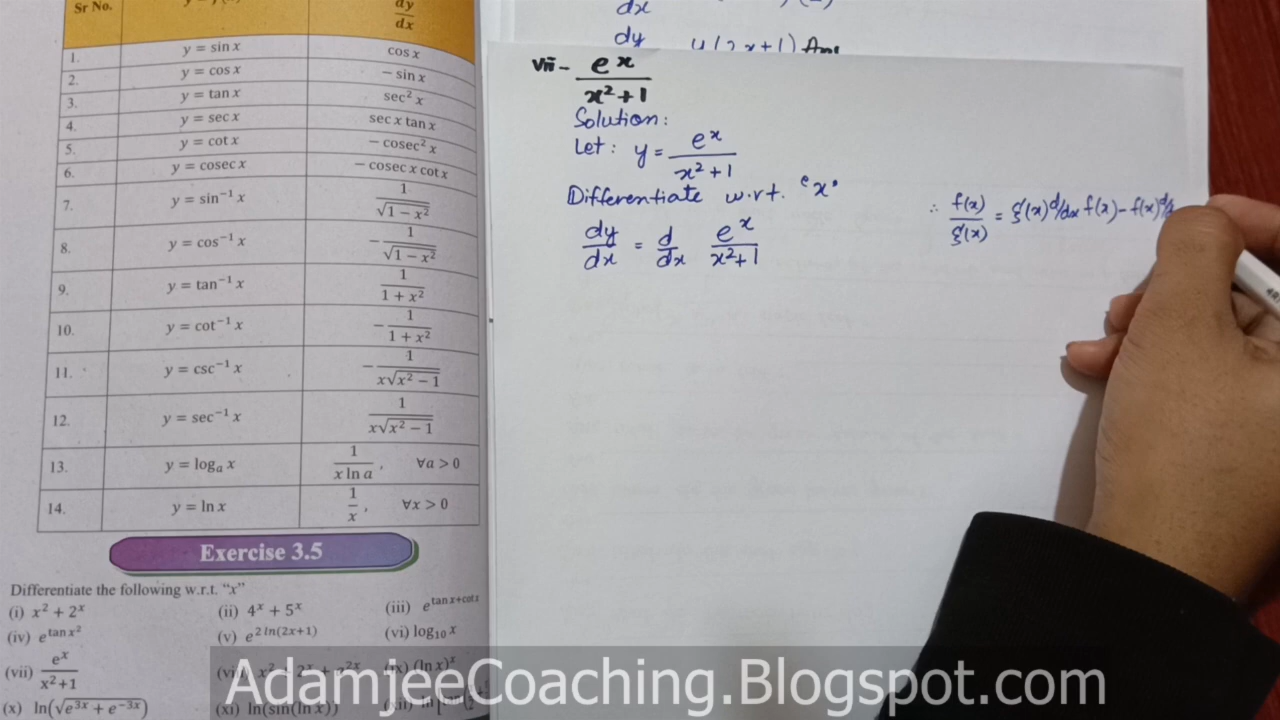 Sr No.
dy/dx
1. y = sin x cos x
2. y = cos x − sin x
3. y = tan x sec² x
4. y = sec x sec x tan x
5. y = cot x − cosec² x
6. y = cosec x − cosec x cot x
7. y = sin⁻¹ x 1/√(1 − x²)
8. y = cos⁻¹ x − 1/√(1 − x²)
9. y = tan⁻¹ x 1/(1 + x²)
10. y = cot⁻¹ x − 1/(1 + x²)
11. y = csc⁻¹ x − 1/(x√(x² − 1))
12. y = sec⁻¹ x 1/(x√(x² − 1))
13. y = logₐ x 1/(x ln a), ∀a > 0
14. y = ln x 1/x, ∀x > 0
Exercise 3.5
Differentiate the following w.r.t. “x”
(i) x² + 2ˣ (ii) 4ˣ + 5ˣ (iii) e^(tan x+cot x)
(iv) e^(tan x²) (v) e^(2 ln(2x+1)) (vi) log₁₀ x
(vii) eˣ/(x²+1)
(ix) (ln x)ˣ
(x) ln(√(e³ˣ + e⁻³ˣ)) (xi) ln(sin(ln x))
dx
dy y(2x+1) Ans
vii- eˣ/(x²+1)
Solution:
Let: y = eˣ/(x²+1)
Differentiate w.r.t. "x".
dy/dx = d/dx eˣ/(x²+1)
∴ f(x)/g(x) = g(x) d/dx f(x) − f(x) d/
AdamjeeCoaching.Blogspot.com